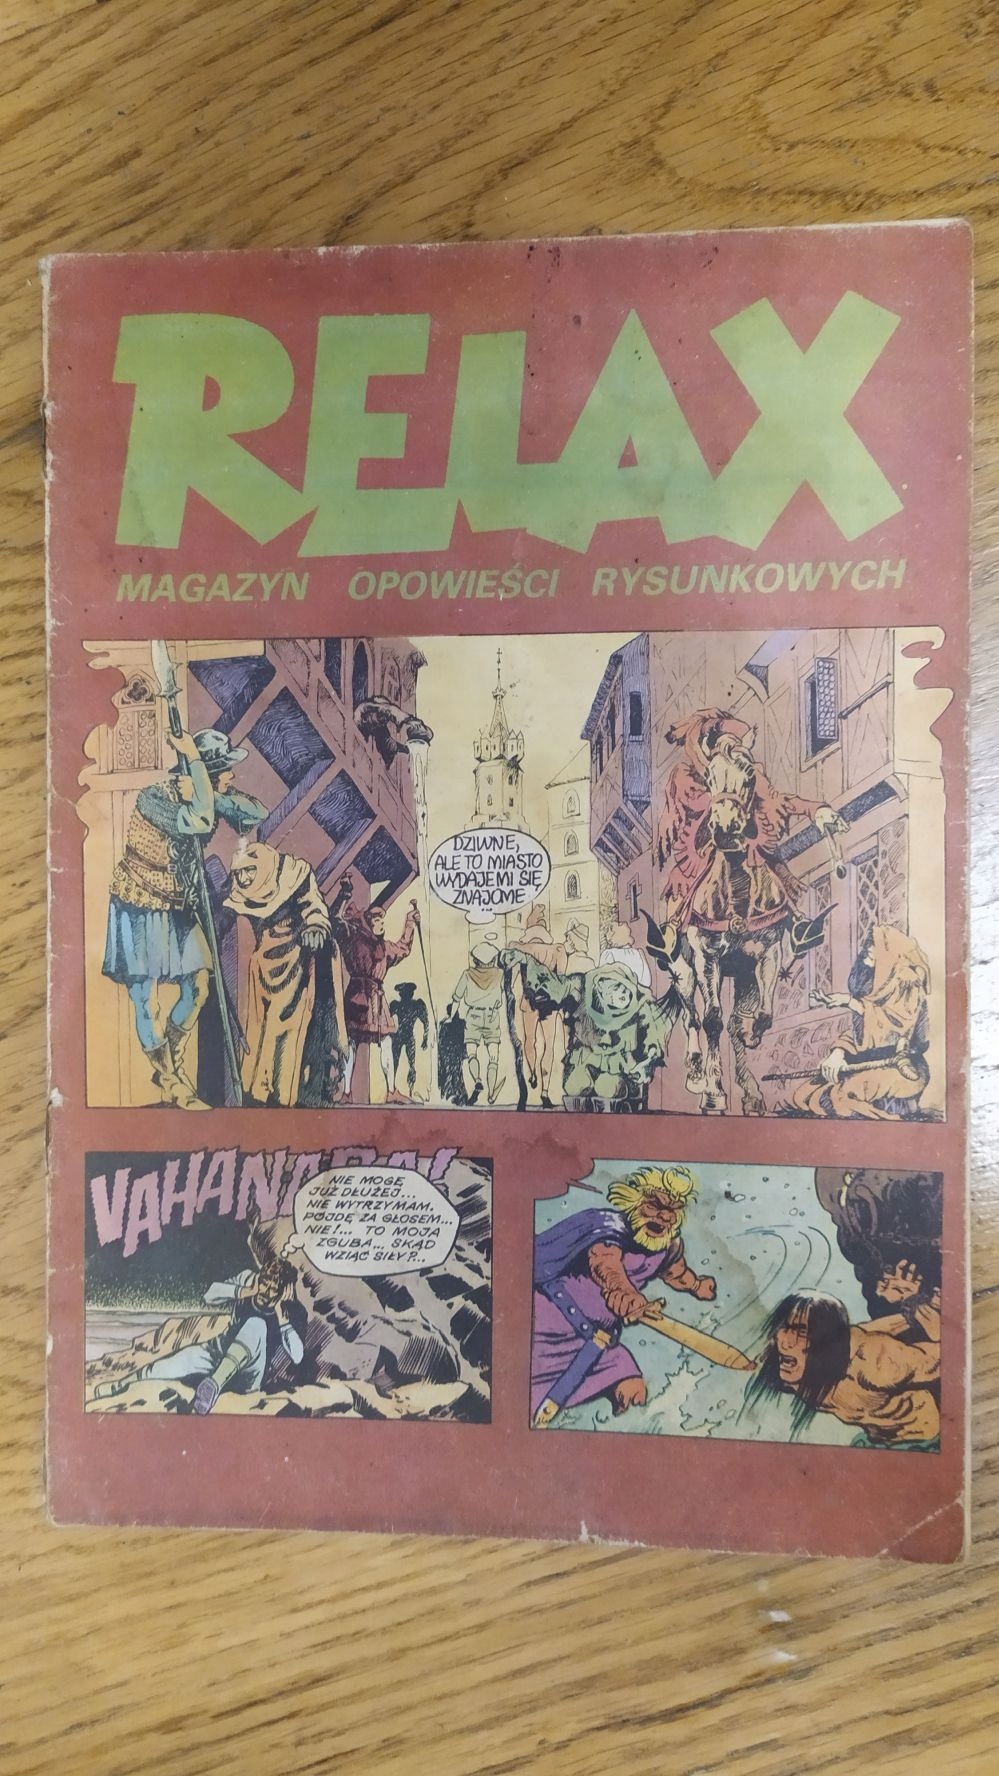 RELAX
MAGAZYN OPOWIEŚCI RYSUNKOWYCH
DZIWNE,
ALE TO MIASTO
WYDAJE MI SIĘ
ZNAJOME...
NIE MOGĘ
JUŻ DŁUŻEJ...
NIE WYTRZYMAM.
PÓJDĘ ZA GŁOSEM...
NIE!... TO MOJA
ZGUBA... SKĄD
WZIĄĆ SIŁY?...